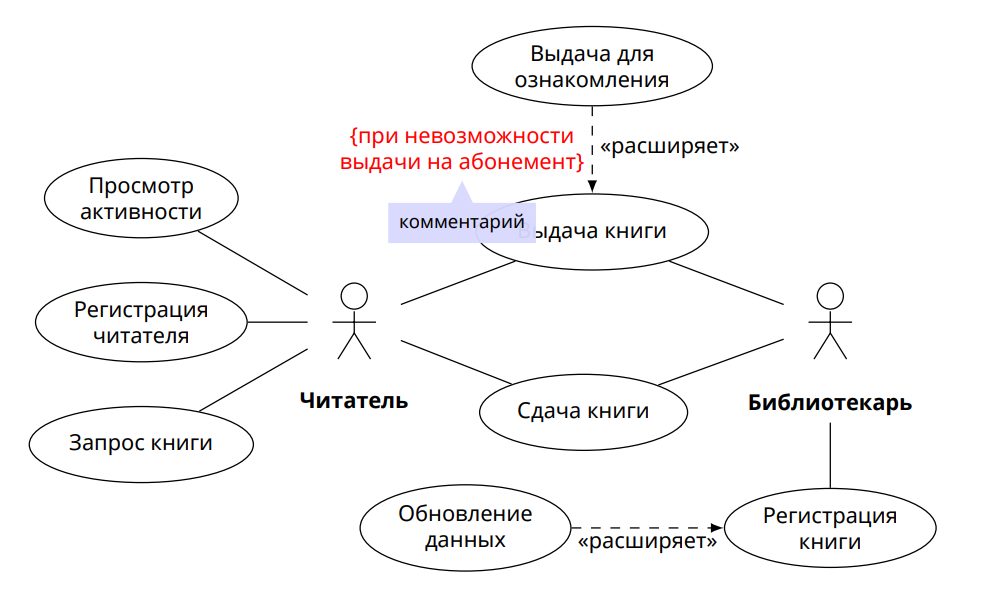 Выдача для
ознакомления
{при невозможности
выдачи на абонемент}
«расширяет»
Просмотр
активности
комментарий
Выдача книги
Регистрация
читателя
Читатель
Библиотекарь
Сдача книги
Запрос книги
Обновление
данных
«расширяет»
Регистрация
книги